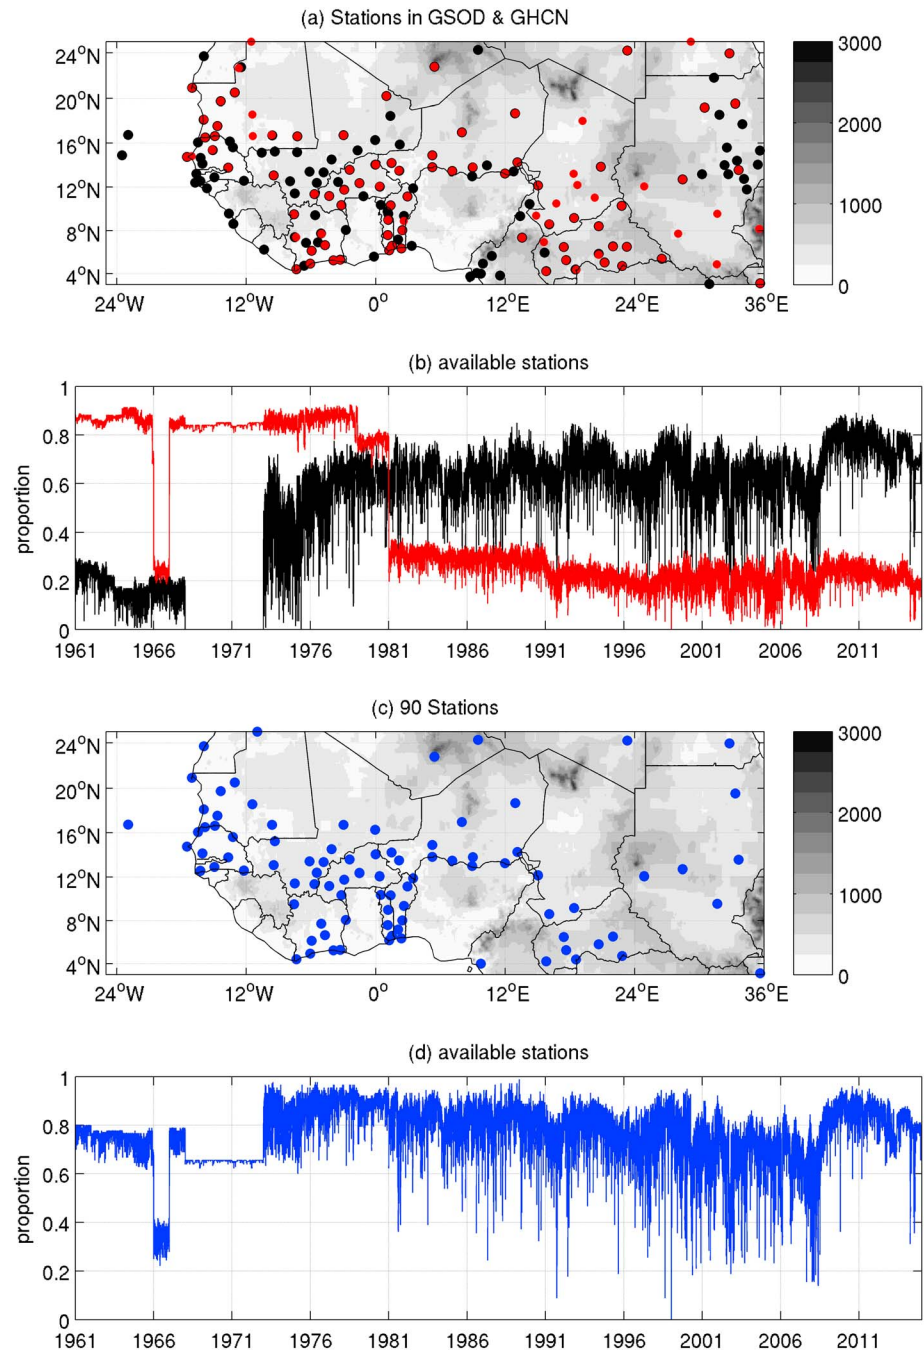 (a) Stations in GSOD & GHCN
24°N
20°N
16°N
12°N
8°N
4°N
24°W 12°W 0° 12°E 24°E 36°E
3000
2000
1000
0
(b) available stations
proportion
1
0.8
0.6
0.4
0.2
0
1961 1966 1971 1976 1981 1986 1991 1996 2001 2006 2011
(c) 90 Stations
24°N
20°N
16°N
12°N
8°N
4°N
24°W 12°W 0° 12°E 24°E 36°E
3000
2000
1000
0
(d) available stations
proportion
1
0.8
0.6
0.4
0.2
0
1961 1966 1971 1976 1981 1986 1991 1996 2001 2006 2011